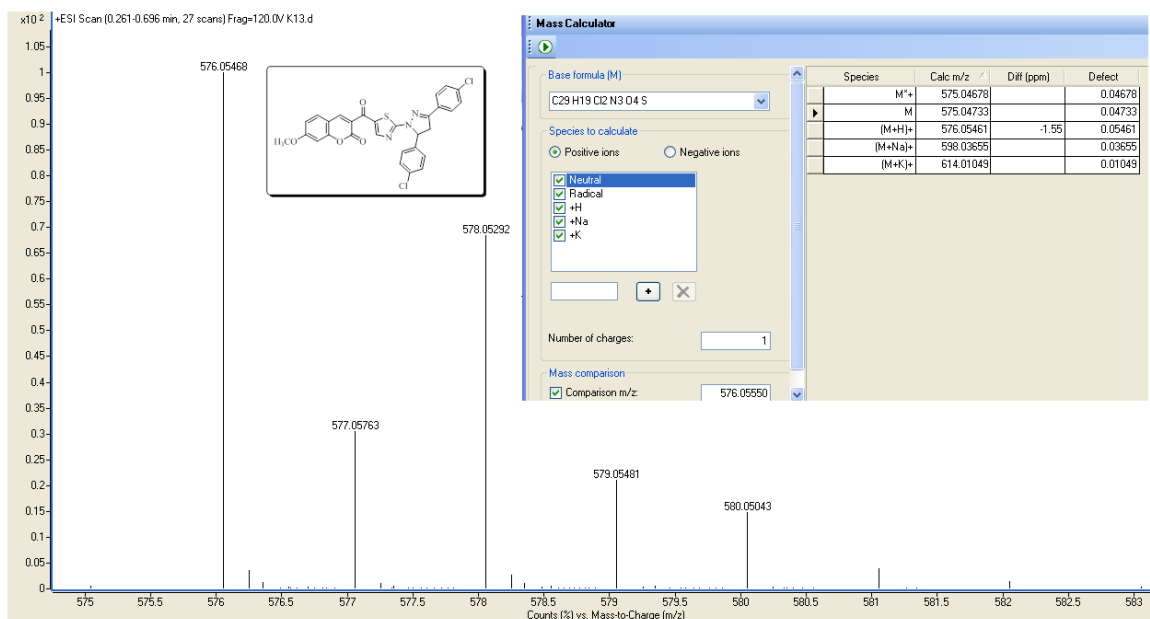 x10 2 +ESI Scan (0.261-0.696 min, 27 scans) Frag=120.0V K13.d
1.05
1
0.95
0.9
0.85
0.8
0.75
0.7
0.65
0.6
0.55
0.5
0.45
0.4
0.35
0.3
0.25
0.2
0.15
0.1
0.05
0
576.05468
577.05763
578.05292
579.05481
580.05043
Cl
O
S
N
N
N
H3CO
O
O
Cl
575 575.5 576 576.5 577 577.5 578 578.5 579 579.5 580 580.5 581 581.5 582 582.5 583
Counts (%) vs. Mass-to-Charge (m/z)
Mass Calculator
Base formula (M)
C29 H19 Cl2 N3 O4 S
Species to calculate
Positive ions Negative ions
Neutral
Radical
+H
+Na
+K
+
Number of charges: 1
Mass comparison
Comparison m/z: 576.05550
Species Calc m/z Diff (ppm) Defect
M*+ 575.04678 0.04678
M 575.04733 0.04733
(M+H)+ 576.05461 -1.55 0.05461
(M+Na)+ 598.03655 0.03655
(M+K)+ 614.01049 0.01049